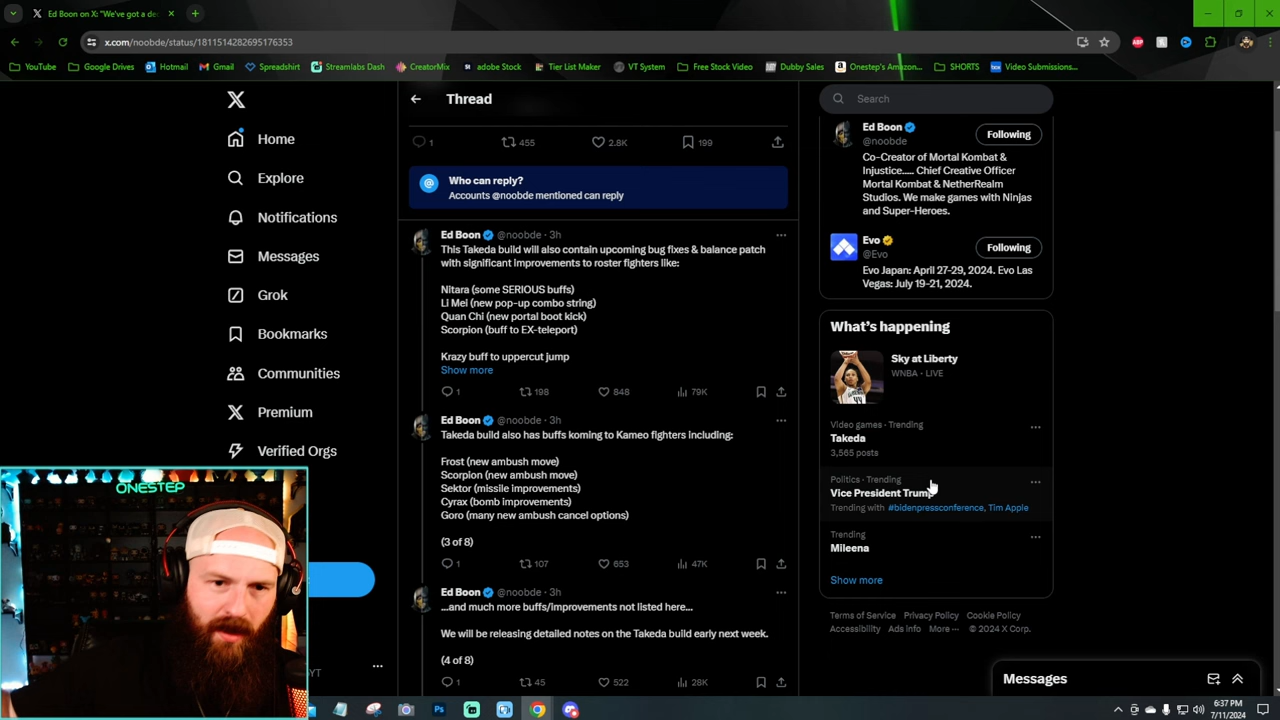 Ed Boon on X: "We've got a de
x.com/noobde/status/1811514282695176353
ABP
YouTube
Google Drives
Hotmail
Gmail
Spreadshirt
Streamlabs Dash
CreatorMix
St adobe Stock
Tier List Maker
VT System
Free Stock Video
Dubby Sales
Onestep's Amazon...
SHORTS
Video Submissions...
Home
Explore
Notifications
Messages
Grok
Bookmarks
Communities
Premium
Verified Orgs
ONESTEP
YT
Thread
1
455
2.8K
199
Who can reply?
Accounts @noobde mentioned can reply
Ed Boon @noobde · 3h
This Takeda build will also contain upcoming bug fixes & balance patch
with significant improvements to roster fighters like:
Nitara (some SERIOUS buffs)
Li Mei (new pop-up combo string)
Quan Chi (new portal boot kick)
Scorpion (buff to EX-teleport)
Krazy buff to uppercut jump
Show more
1
198
848
79K
Ed Boon @noobde · 3h
Takeda build also has buffs koming to Kameo fighters including:
Frost (new ambush move)
Scorpion (new ambush move)
Sektor (missile improvements)
Cyrax (bomb improvements)
Goro (many new ambush cancel options)
(3 of 8)
1
107
653
47K
Ed Boon @noobde · 3h
...and much more buffs/improvements not listed here...
We will be releasing detailed notes on the Takeda build early next week.
(4 of 8)
1
45
522
28K
Search
Ed Boon
@noobde
Following
Co-Creator of Mortal Kombat &
Injustice..... Chief Creative Officer
Mortal Kombat & NetherRealm
Studios. We make games with Ninjas
and Super-Heroes.
Evo
@Evo
Following
Evo Japan: April 27-29, 2024. Evo Las
Vegas: July 19-21, 2024.
What's happening
Sky at Liberty
WNBA · LIVE
Video games · Trending
Takeda
3,565 posts
Politics · Trending
Vice President Trump
Trending with #bidenpressconference, Tim Apple
Trending
Mileena
Show more
Terms of Service Privacy Policy Cookie Policy
Accessibility Ads info More ··· © 2024 X Corp.
Messages
6:37 PM
7/11/2024